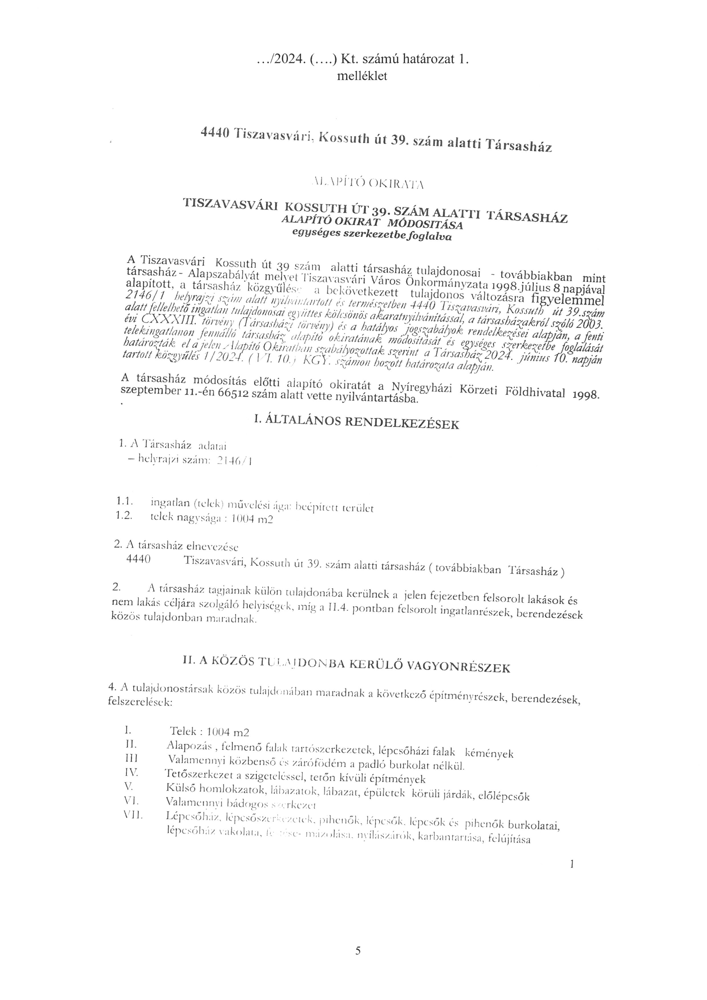 …/2024. (….) Kt. számú határozat 1.
melléklet
4440 Tiszavasvári, Kossuth út 39. szám alatti Társasház
ALAPÍTÓ OKIRATA
TISZAVASVÁRI KOSSUTH ÚT 39. SZÁM ALATTI TÁRSASHÁZ
ALAPÍTÓ OKIRAT MÓDOSITÁSA
egységes szerkezetbe foglalva
A Tiszavasvári Kossuth út 39 szám alatti társasház tulajdonosai - továbbiakban mint
társasház - Alapszabályát melyet Tiszavasvári Város Önkormányzata 1998.július 8 napjával
alapított, a társasház közgyűlése a bekövetkezett tulajdonos változásra figyelemmel
2146/1 helyrajzi szám alatt nyilvántartott és természetben 4440 Tiszavasvári, Kossuth út 39.szám
alatt fellelhető ingatlan tulajdonosai együttes kölcsönös akaratnyilvánítással, a társasházakról szóló 2003.
évi CXXXIII. törvény (Társasházi törvény) és a hatályos jogszabályok rendelkezései alapján, a fenti
telekingatlanon fennálló társasház alapító okiratának módosítását és egységes szerkezetbe foglalását
határozták el a jelen Alapító Okiratban szabályozottak szerint a Társasház 2024. június 10. napján
tartott közgyűlés 1/2024. ( VI. 10.) KGY. számon hozott határozata alapján.
A társasház módosítás előtti alapító okiratát a Nyíregyházi Körzeti Földhivatal 1998.
szeptember 11.-én 66512 szám alatt vette nyilvántartásba.
I. ÁLTALÁNOS RENDELKEZÉSEK
1. A Társasház adatai
– helyrajzi szám: 2146/1
1.1. ingatlan (telek) művelési ága: beépített terület
1.2. telek nagysága : 1004 m2
2. A társasház elnevezése
4440 Tiszavasvári, Kossuth út 39. szám alatti társasház ( továbbiakban Társasház )
2. A társasház tagjainak külön tulajdonába kerülnek a jelen fejezetben felsorolt lakások és
nem lakás céljára szolgáló helyiségek, míg a II.4. pontban felsorolt ingatlanrészek, berendezések
közös tulajdonban maradnak.
II. A KÖZÖS TULAJDONBA KERÜLŐ VAGYONRÉSZEK
4. A tulajdonostársak közös tulajdonában maradnak a következő építményrészek, berendezések,
felszerelések:
I. Telek : 1004 m2
II. Alapozás , felmenő falak tartószerkezetek, lépcsőházi falak kémények
III Valamennyi közbenső és zárófödém a padló burkolat nélkül.
IV. Tetőszerkezet a szigeteléssel, tetőn kívüli építmények
V. Külső homlokzatok, lábazatok, lábazat, épületek körüli járdák, előlépcsők
VI. Valamennyi bádogos szerkezet
VII. Lépcsőház, lépcsőszerkezetek, pihenők, lépcsők, lépcsők és pihenők burkolatai,
lépcsőház vakolata, festése- mázolása, nyílászárók, karbantartása, felújítása
1
5